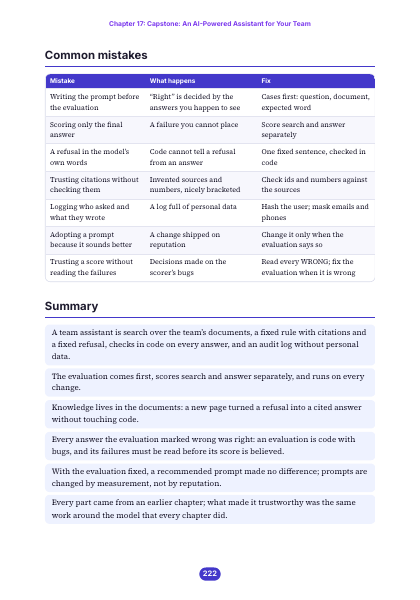 Chapter 17: Capstone: An AI-Powered Assistant for Your Team
Common mistakes
Mistake What happens Fix
Writing the prompt before the evaluation “Right” is decided by the answers you happen to see Cases first: question, document, expected word
Scoring only the final answer A failure you cannot place Score search and answer separately
A refusal in the model’s own words Code cannot tell a refusal from an answer One fixed sentence, checked in code
Trusting citations without checking them Invented sources and numbers, nicely bracketed Check ids and numbers against the sources
Logging who asked and what they wrote A log full of personal data Hash the user; mask emails and phones
Adopting a prompt because it sounds better A change shipped on reputation Change it only when the evaluation says so
Trusting a score without reading the failures Decisions made on the scorer’s bugs Read every WRONG; fix the evaluation when it is wrong
Summary
A team assistant is search over the team’s documents, a fixed rule with citations and
a fixed refusal, checks in code on every answer, and an audit log without personal
data.
The evaluation comes first, scores search and answer separately, and runs on every
change.
Knowledge lives in the documents: a new page turned a refusal into a cited answer
without touching code.
Every answer the evaluation marked wrong was right: an evaluation is code with
bugs, and its failures must be read before its score is believed.
With the evaluation fixed, a recommended prompt made no difference; prompts are
changed by measurement, not by reputation.
Every part came from an earlier chapter; what made it trustworthy was the same
work around the model that every chapter did.
222